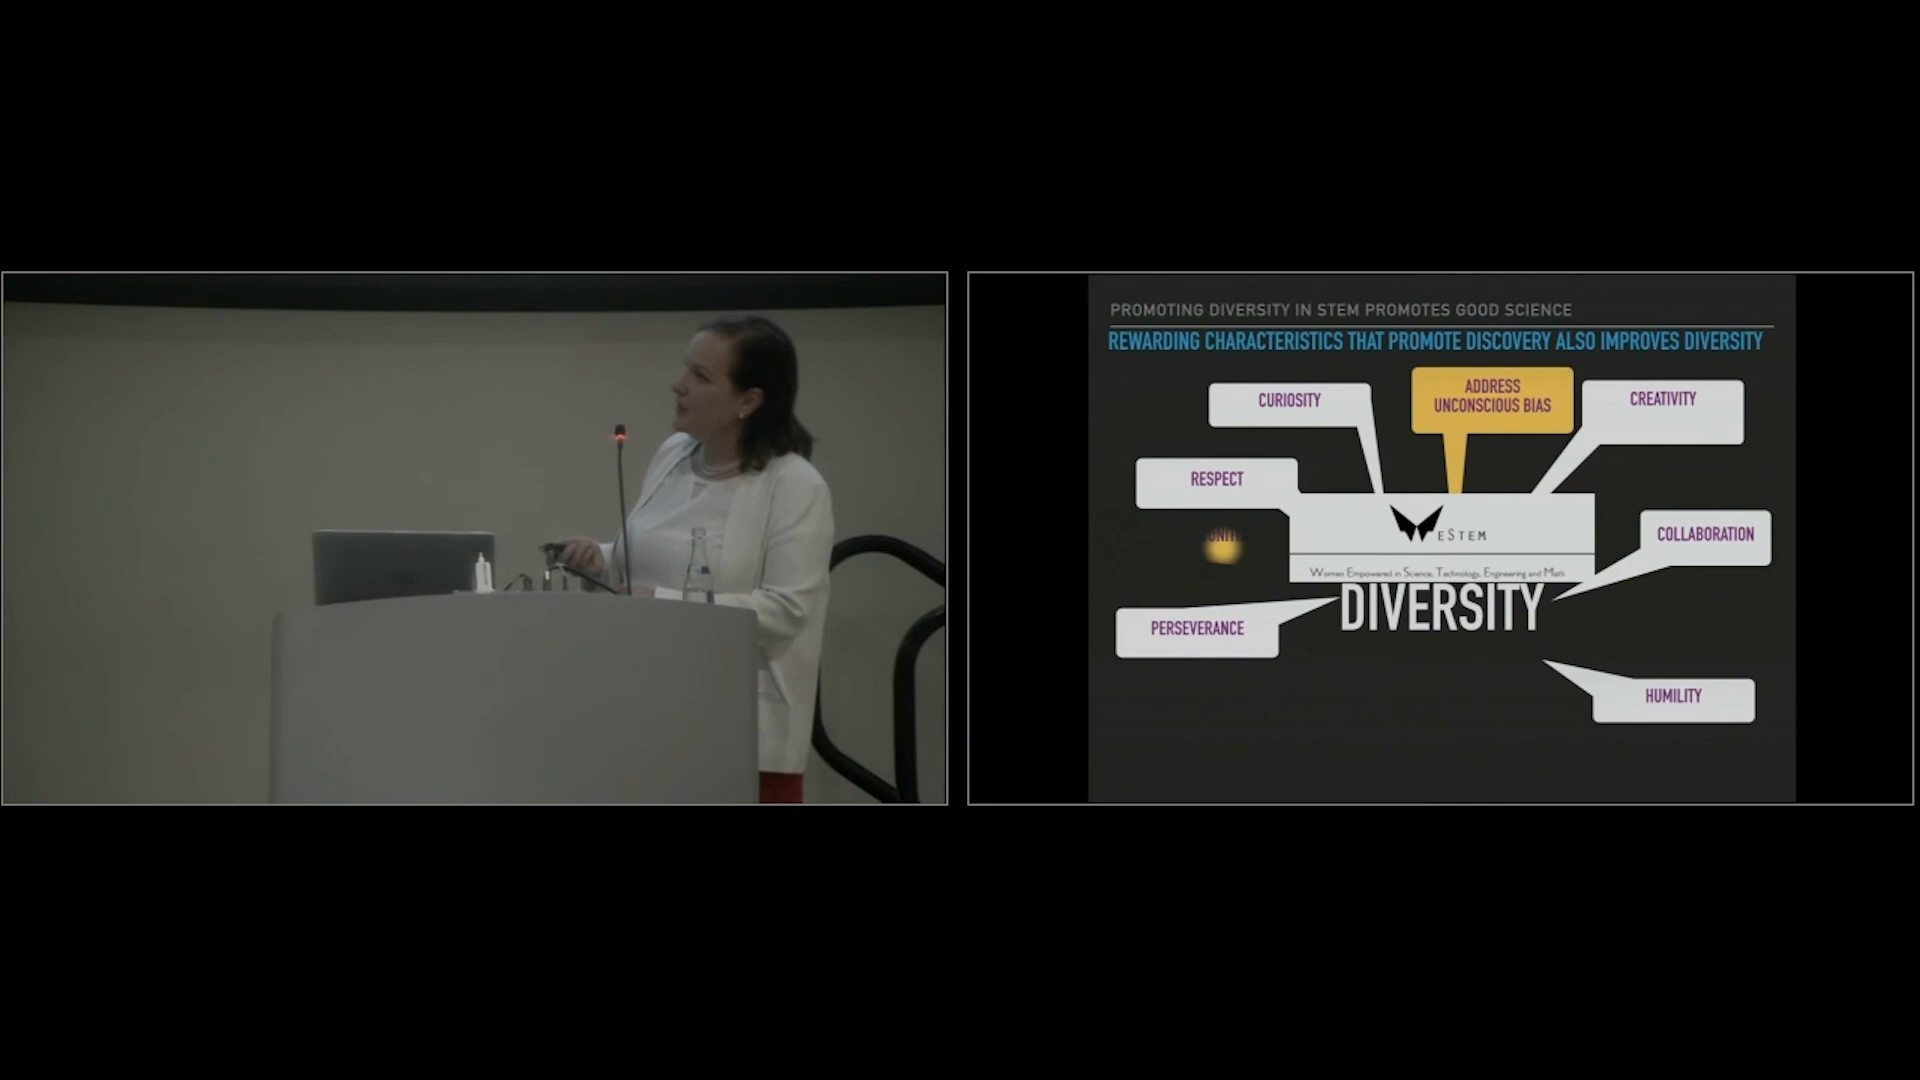 PROMOTING DIVERSITY IN STEM PROMOTES GOOD SCIENCE
REWARDING CHARACTERISTICS THAT PROMOTE DISCOVERY ALSO IMPROVES DIVERSITY
CURIOSITY
ADDRESS
UNCONSCIOUS BIAS
CREATIVITY
RESPECT
WESTEM
Women Empowered in Science, Technology, Engineering and Math
COLLABORATION
DIVERSITY
PERSEVERANCE
HUMILITY